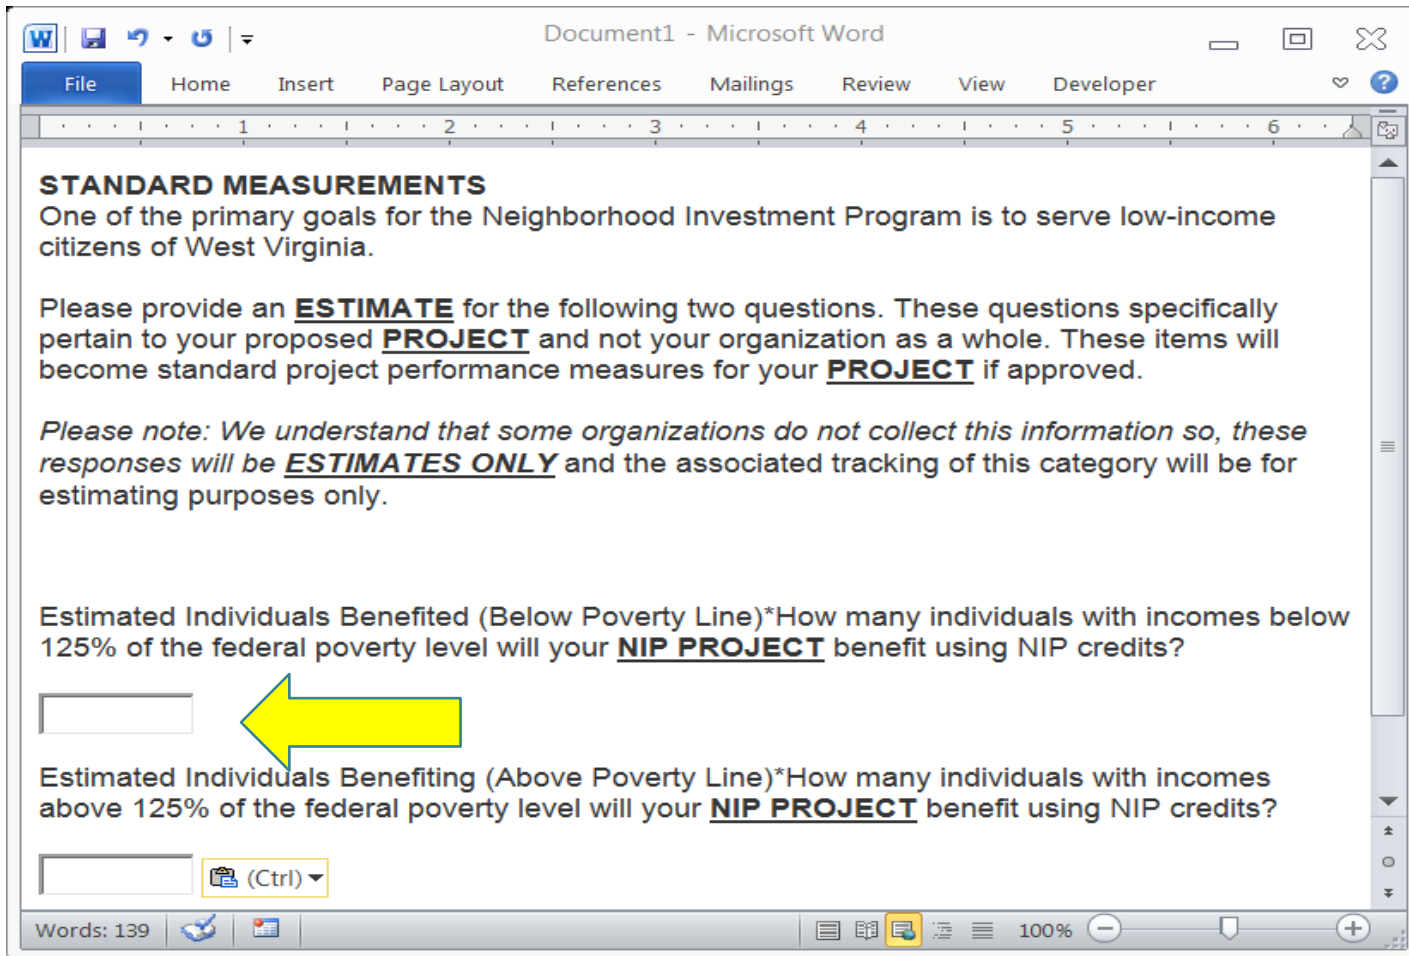 Document1 - Microsoft Word
File Home Insert Page Layout References Mailings Review View Developer
1 2 3 4 5 6
STANDARD MEASUREMENTS
One of the primary goals for the Neighborhood Investment Program is to serve low-income
citizens of West Virginia.
Please provide an ESTIMATE for the following two questions. These questions specifically
pertain to your proposed PROJECT and not your organization as a whole. These items will
become standard project performance measures for your PROJECT if approved.
Please note: We understand that some organizations do not collect this information so, these
responses will be ESTIMATES ONLY and the associated tracking of this category will be for
estimating purposes only.
Estimated Individuals Benefited (Below Poverty Line)*How many individuals with incomes below
125% of the federal poverty level will your NIP PROJECT benefit using NIP credits?
Estimated Individuals Benefiting (Above Poverty Line)*How many individuals with incomes
above 125% of the federal poverty level will your NIP PROJECT benefit using NIP credits?
(Ctrl)
Words: 139 100%